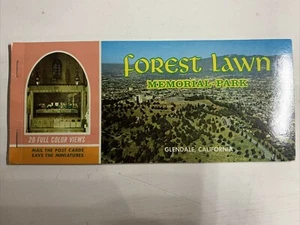 FOREST LAWN
MEMORIAL-PARK
20 FULL COLOR VIEWS
MAIL THE POST CARDS
SAVE THE MINIATURES
GLENDALE, CALIFORNIA